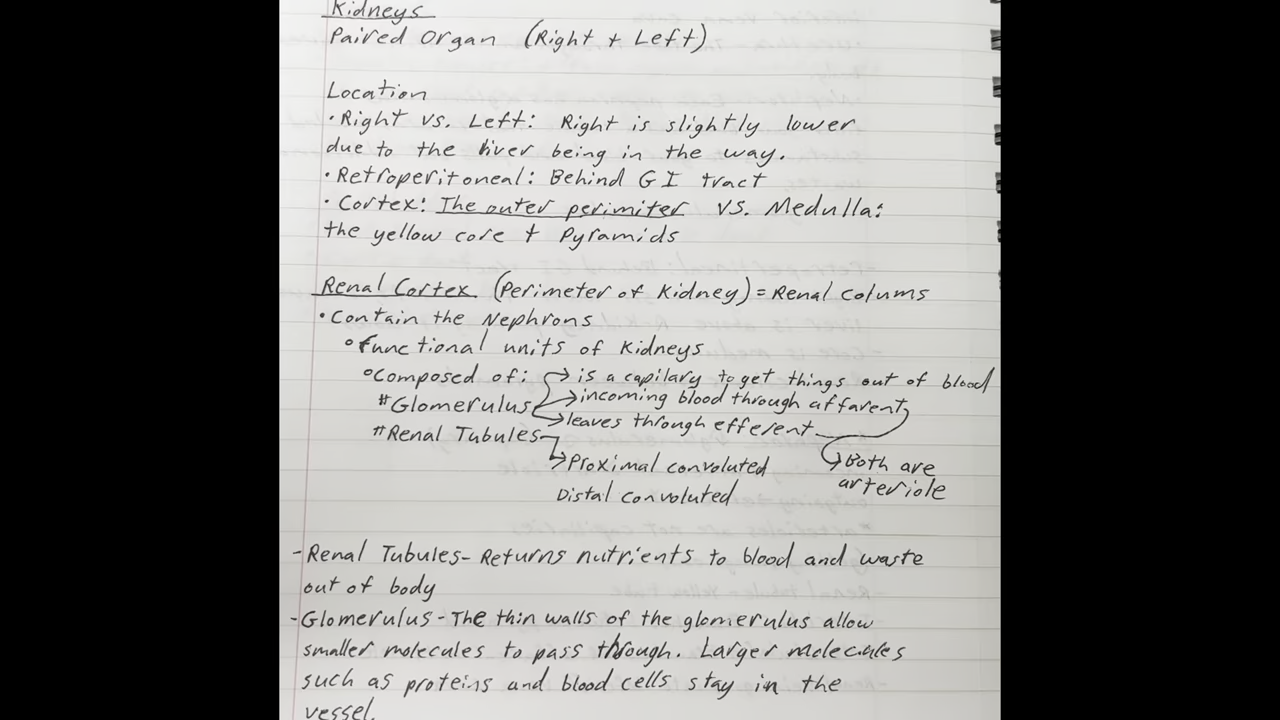 Kidneys
Paired Organ (Right + Left)
Location
• Right vs. Left: Right is slightly lower
due to the liver being in the way.
• Retroperitoneal: Behind GI tract
• Cortex: The outer perimiter vs. Medulla:
the yellow core + Pyramids
Renal Cortex (Perimeter of Kidney) = Renal colums
• Contain the Nephrons
° Functional units of Kidneys
° Composed of: → is a capilary to get things out of blood
# Glomerulus → incoming blood through affarent
→ leaves through efferent
# Renal Tubules
→ Proximal convoluted → Both are
Distal convoluted arteriole
- Renal Tubules - Returns nutrients to blood and waste
out of body
- Glomerulus - The thin walls of the glomerulus allow
smaller molecules to pass through. Larger molecules
such as proteins and blood cells stay in the
vessel.